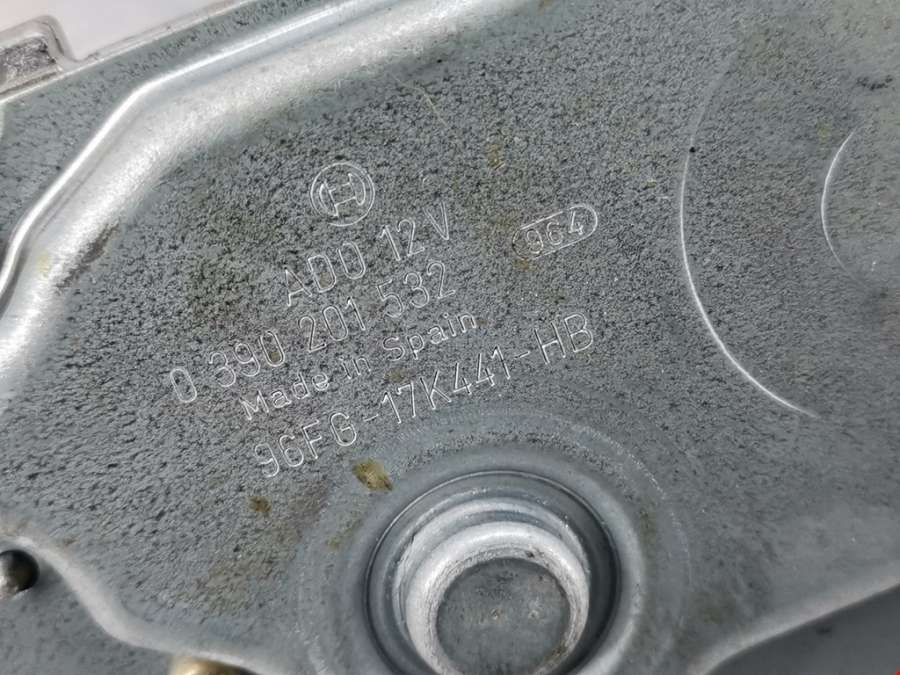 ADO 12V
964
0 390 201 532
Made in Spain
96FG-17K441-HB